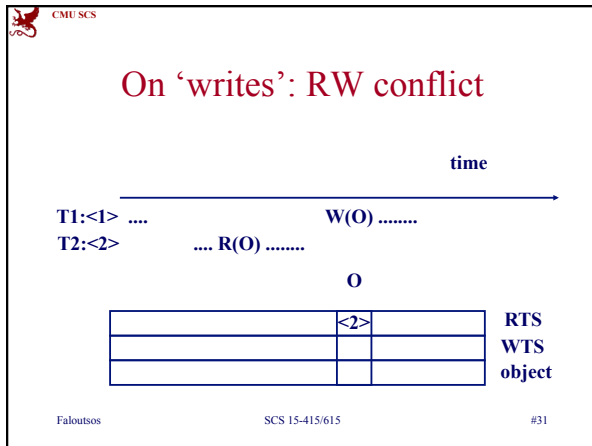 CMU SCS
On ‘writes’: RW conflict
time
T1:<1> .... W(O) ........
T2:<2> .... R(O) ........
O
<2> RTS
WTS
object
Faloutsos SCS 15-415/615 #31